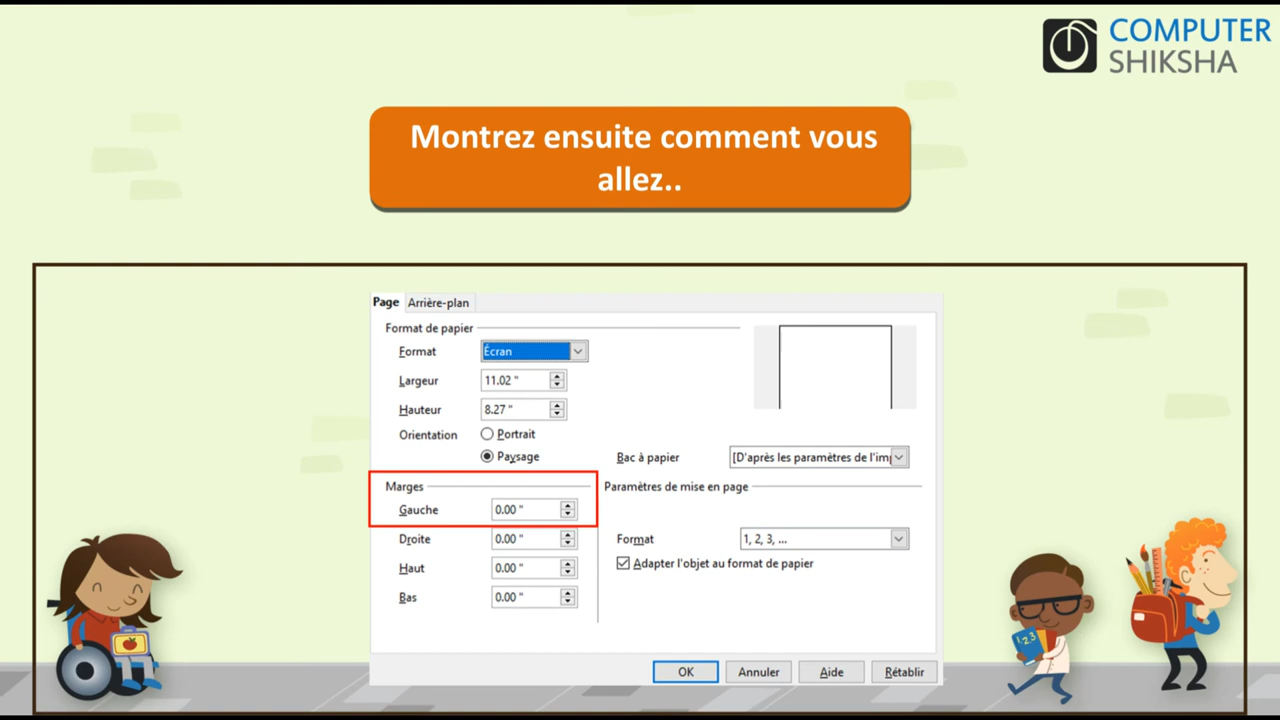 COMPUTER
SHIKSHA
Montrez ensuite comment vous
allez..
Page Arrière-plan
Format de papier
Format Écran
Largeur 11.02 "
Hauteur 8.27 "
Orientation Portrait
Paysage
Bac à papier [D'après les paramètres de l'im
Marges
Paramètres de mise en page
Gauche 0.00 "
Droite 0.00 "
Format 1, 2, 3, ...
Haut 0.00 "
Adapter l'objet au format de papier
Bas 0.00 "
1 2 3
OK Annuler Aide Rétablir